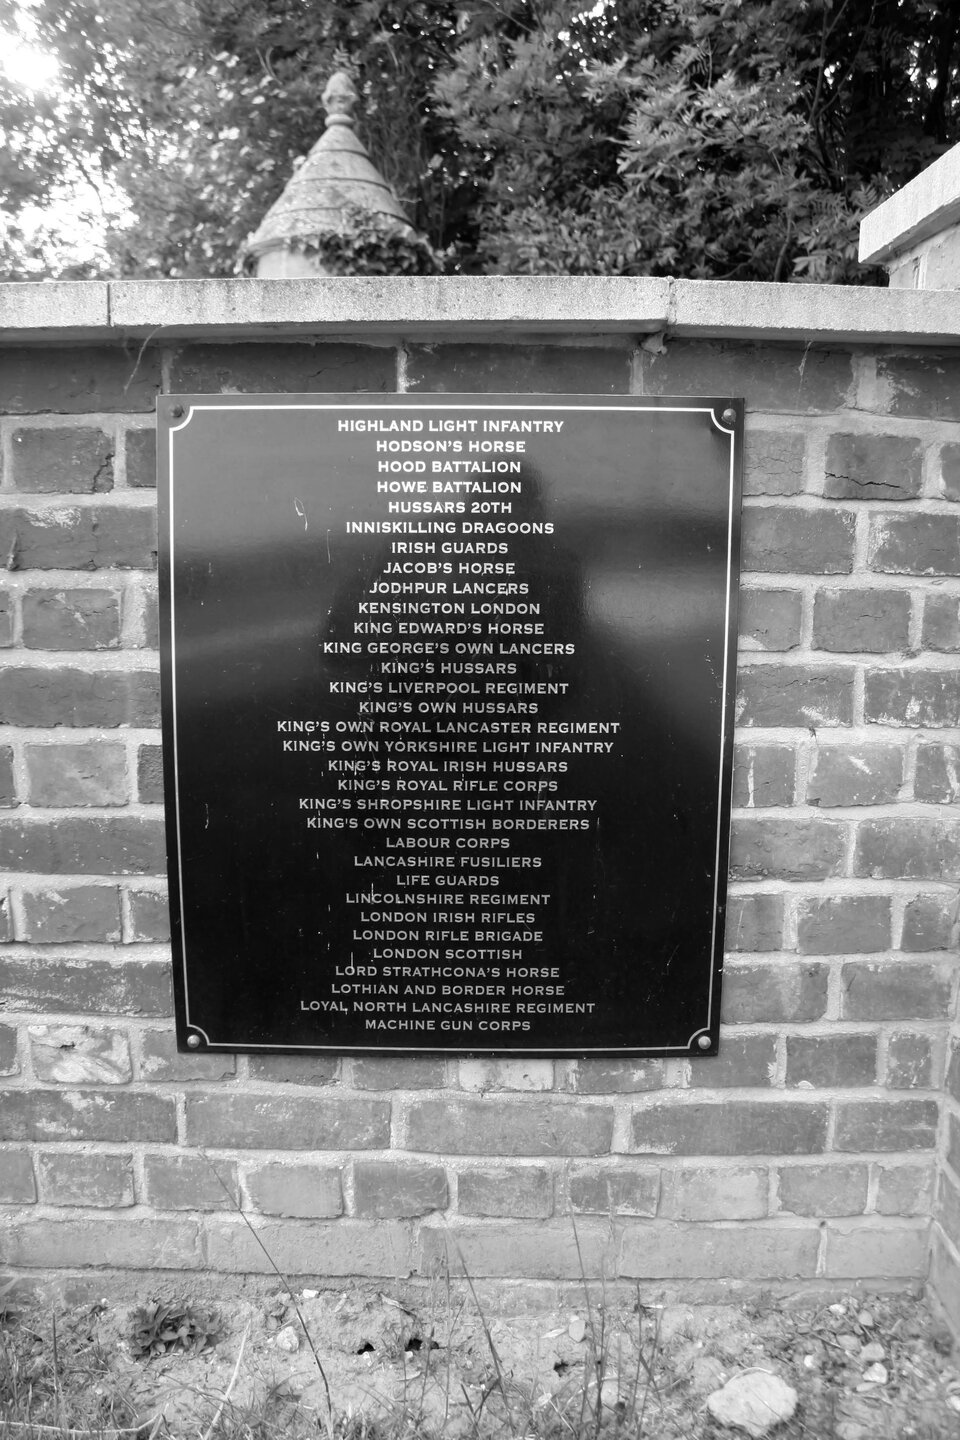 HIGHLAND LIGHT INFANTRY
HODSON'S HORSE
HOOD BATTALION
HOWE BATTALION
HUSSARS 20TH
INNISKILLING DRAGOONS
IRISH GUARDS
JACOB'S HORSE
JODHPUR LANCERS
KENSINGTON LONDON
KING EDWARD'S HORSE
KING GEORGE'S OWN LANCERS
KING'S HUSSARS
KING'S LIVERPOOL REGIMENT
KING'S OWN HUSSARS
KING'S OWN ROYAL LANCASTER REGIMENT
KING'S OWN YORKSHIRE LIGHT INFANTRY
KING'S ROYAL IRISH HUSSARS
KING'S ROYAL RIFLE CORPS
KING'S SHROPSHIRE LIGHT INFANTRY
KING'S OWN SCOTTISH BORDERERS
LABOUR CORPS
LANCASHIRE FUSILIERS
LIFE GUARDS
LINCOLNSHIRE REGIMENT
LONDON IRISH RIFLES
LONDON RIFLE BRIGADE
LONDON SCOTTISH
LORD STRATHCONA'S HORSE
LOTHIAN AND BORDER HORSE
LOYAL NORTH LANCASHIRE REGIMENT
MACHINE GUN CORPS